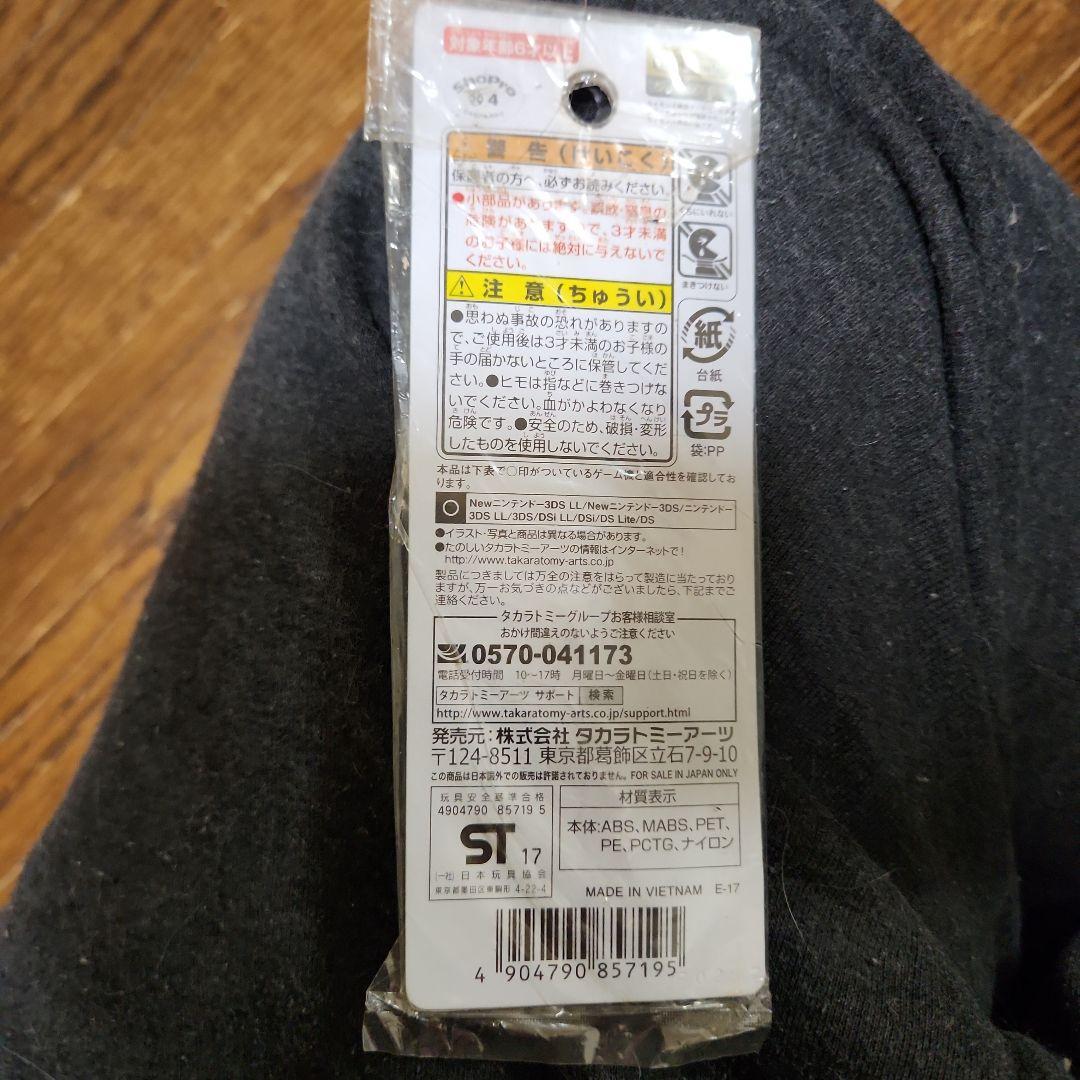 対象年齢6才以上
ShoPro
4
警告(けいこく)
保護者の方へ、必ずお読みください。
●小部品があります。誤飲・窒息の
危険がありますので、3才未満
のお子様には絶対に与えないで
ください。
くちにいれない
まきつけない
注意(ちゅうい)
●思わぬ事故の恐れがありますの
で、ご使用後は3才未満のお子様の
手の届かないところに保管してくだ
さい。●ヒモは指などに巻きつけな
いでください。血がかよわなくなり
危険です。●安全のため、破損・変形
したものを使用しないでください。
紙
台紙
プラ
袋:PP
本品は下表で○印がついているゲーム機と適合性を確認してお
ります。
○ Newニンテンドー3DS LL/Newニンテンドー3DS/ニンテンドー
3DS LL/3DS/DSi LL/DSi/DS Lite/DS
●イラスト・写真と商品は異なる場合があります。
●たのしいタカラトミーアーツの情報はインターネットで!
http://www.takaratomy-arts.co.jp
製品につきましては万全の注意をはらって製造に当たっており
ますが、万一お気づきの点などがございましたら、下記までご
連絡ください。
タカラトミーグループお客様相談室
おかけ間違えのないようご注意ください
0570-041173
電話受付時間 10~17時 月曜日~金曜日(土日・祝日を除く)
タカラトミーアーツ サポート 検索
http://www.takaratomy-arts.co.jp/support.html
発売元:株式会社 タカラトミーアーツ
〒124-8511 東京都葛飾区立石7-9-10
この商品は日本国外での販売は許諾されておりません。FOR SALE IN JAPAN ONLY
玩具安全基準合格
4904790 85719 5
ST 17
(一社)日本玩具協会
東京都墨田区東駒形 4-22-4
材質表示
本体:ABS、MABS、PET、
PE、PCTG、ナイロン
MADE IN VIETNAM E-17
4 904790 857195